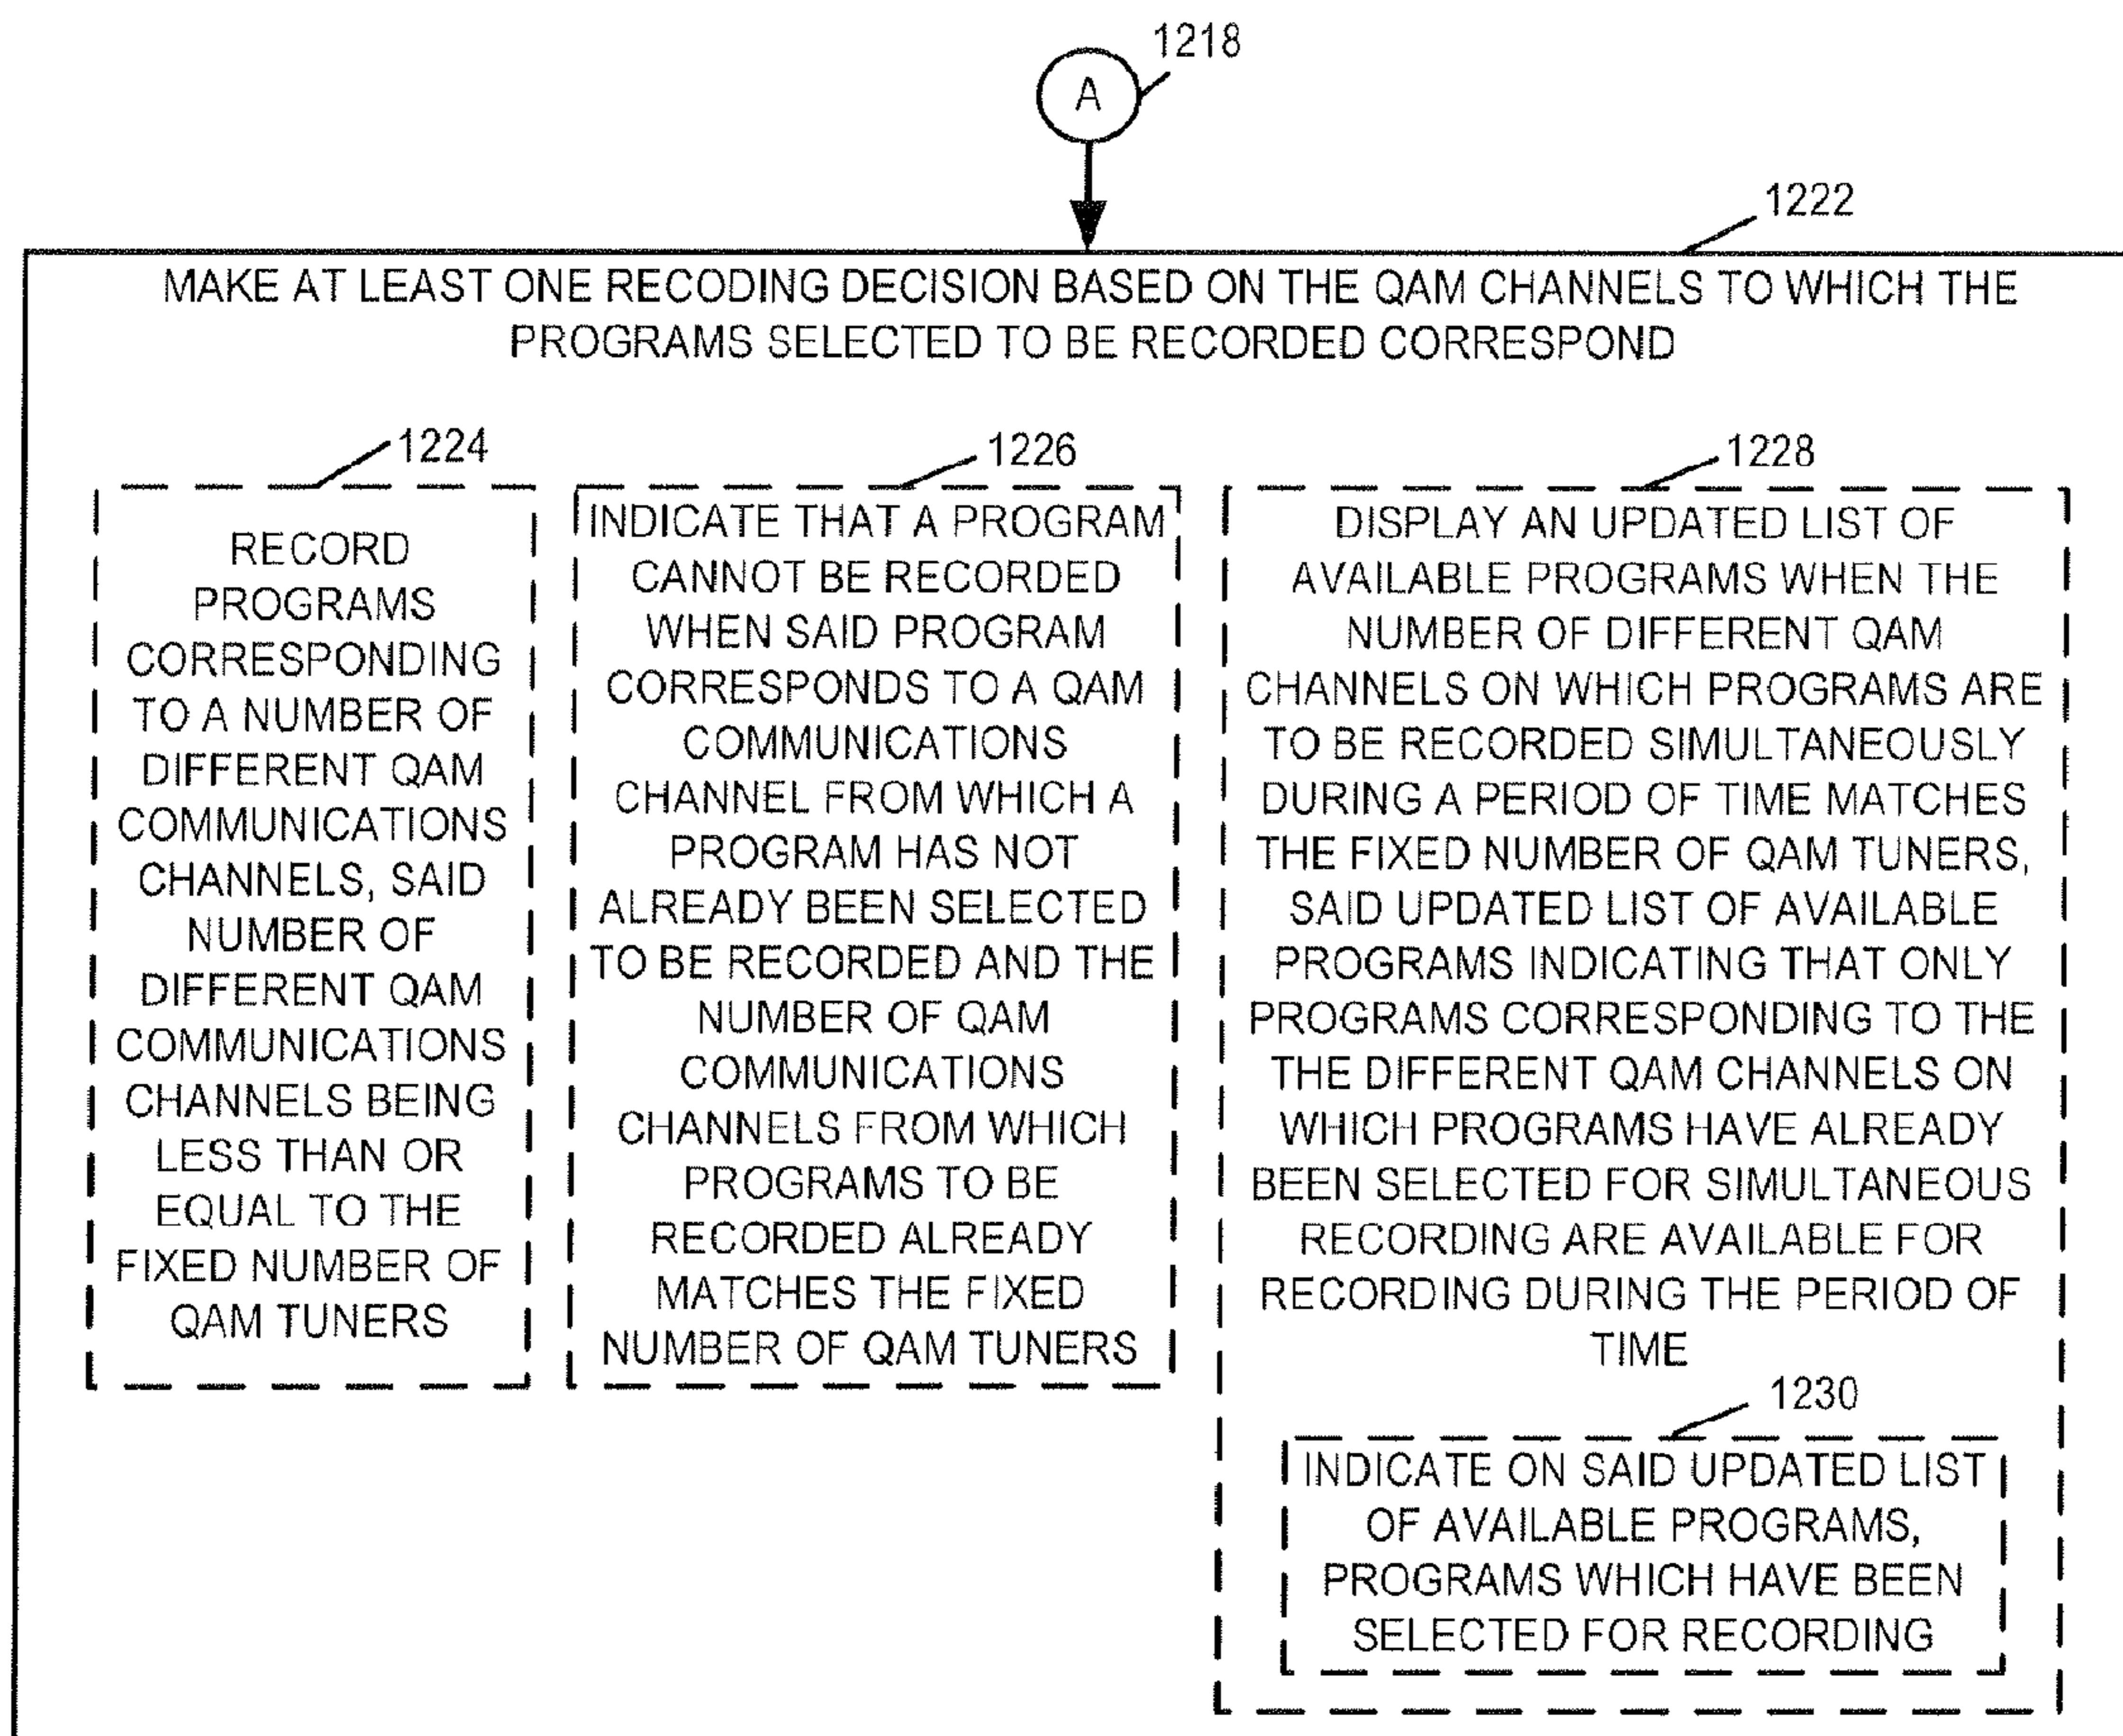 1218
A
1222
MAKE AT LEAST ONE RECODING DECISION BASED ON THE QAM CHANNELS TO WHICH THE
PROGRAMS SELECTED TO BE RECORDED CORRESPOND
1224
RECORD
PROGRAMS
CORRESPONDING
TO A NUMBER OF
DIFFERENT QAM
COMMUNICATIONS
CHANNELS, SAID
NUMBER OF
DIFFERENT QAM
COMMUNICATIONS
CHANNELS BEING
LESS THAN OR
EQUAL TO THE
FIXED NUMBER OF
QAM TUNERS
1226
INDICATE THAT A PROGRAM
CANNOT BE RECORDED
WHEN SAID PROGRAM
CORRESPONDS TO A QAM
COMMUNICATIONS
CHANNEL FROM WHICH A
PROGRAM HAS NOT
ALREADY BEEN SELECTED
TO BE RECORDED AND THE
NUMBER OF QAM
COMMUNICATIONS
CHANNELS FROM WHICH
PROGRAMS TO BE
RECORDED ALREADY
MATCHES THE FIXED
NUMBER OF QAM TUNERS
1228
DISPLAY AN UPDATED LIST OF
AVAILABLE PROGRAMS WHEN THE
NUMBER OF DIFFERENT QAM
CHANNELS ON WHICH PROGRAMS ARE
TO BE RECORDED SIMULTANEOUSLY
DURING A PERIOD OF TIME MATCHES
THE FIXED NUMBER OF QAM TUNERS,
SAID UPDATED LIST OF AVAILABLE
PROGRAMS INDICATING THAT ONLY
PROGRAMS CORRESPONDING TO THE
THE DIFFERENT QAM CHANNELS ON
WHICH PROGRAMS HAVE ALREADY
BEEN SELECTED FOR SIMULTANEOUS
RECORDING ARE AVAILABLE FOR
RECORDING DURING THE PERIOD OF
TIME
1230
INDICATE ON SAID UPDATED LIST
OF AVAILABLE PROGRAMS,
PROGRAMS WHICH HAVE BEEN
SELECTED FOR RECORDING